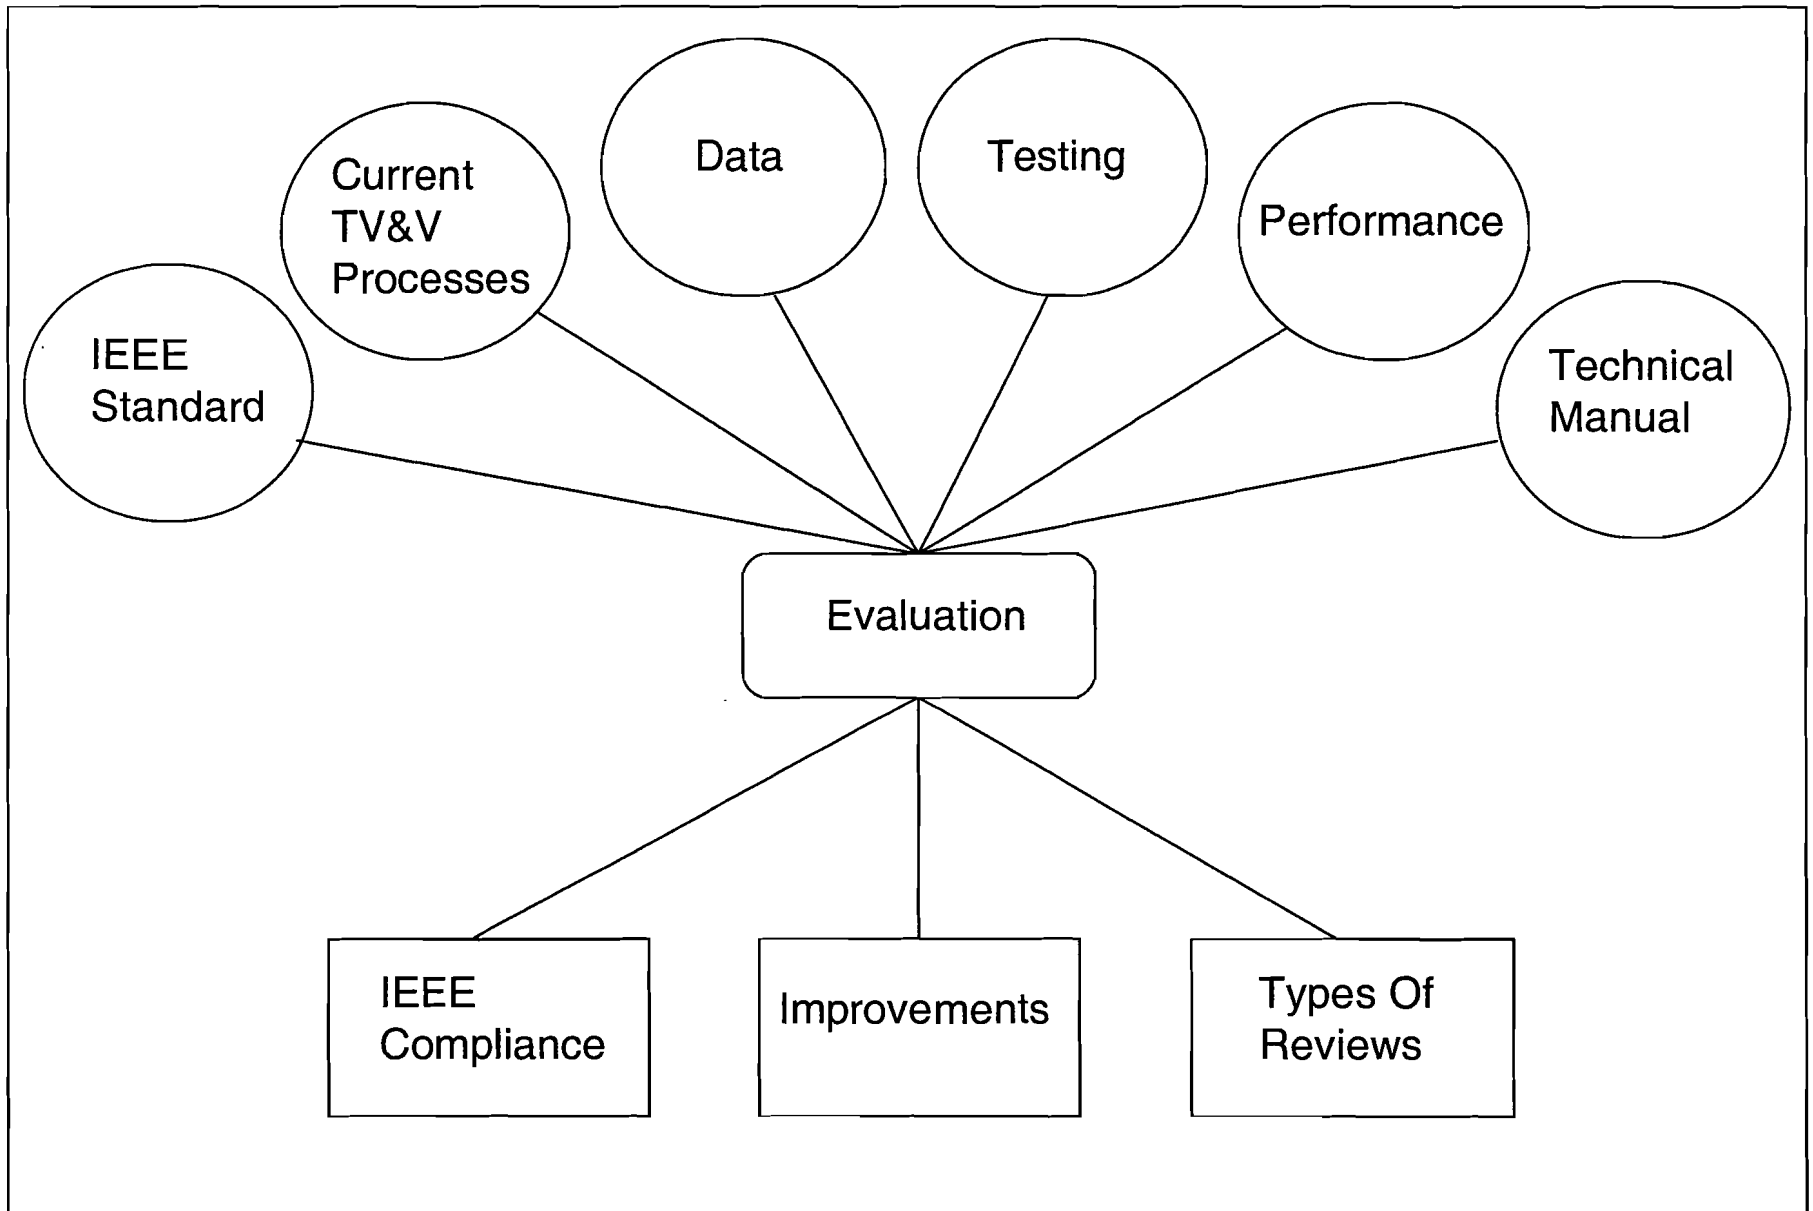 Data
Testing
Current
TV&V
Processes
Performance
IEEE
Standard
Technical
Manual
Evaluation
IEEE
Compliance
Improvements
Types Of
Reviews